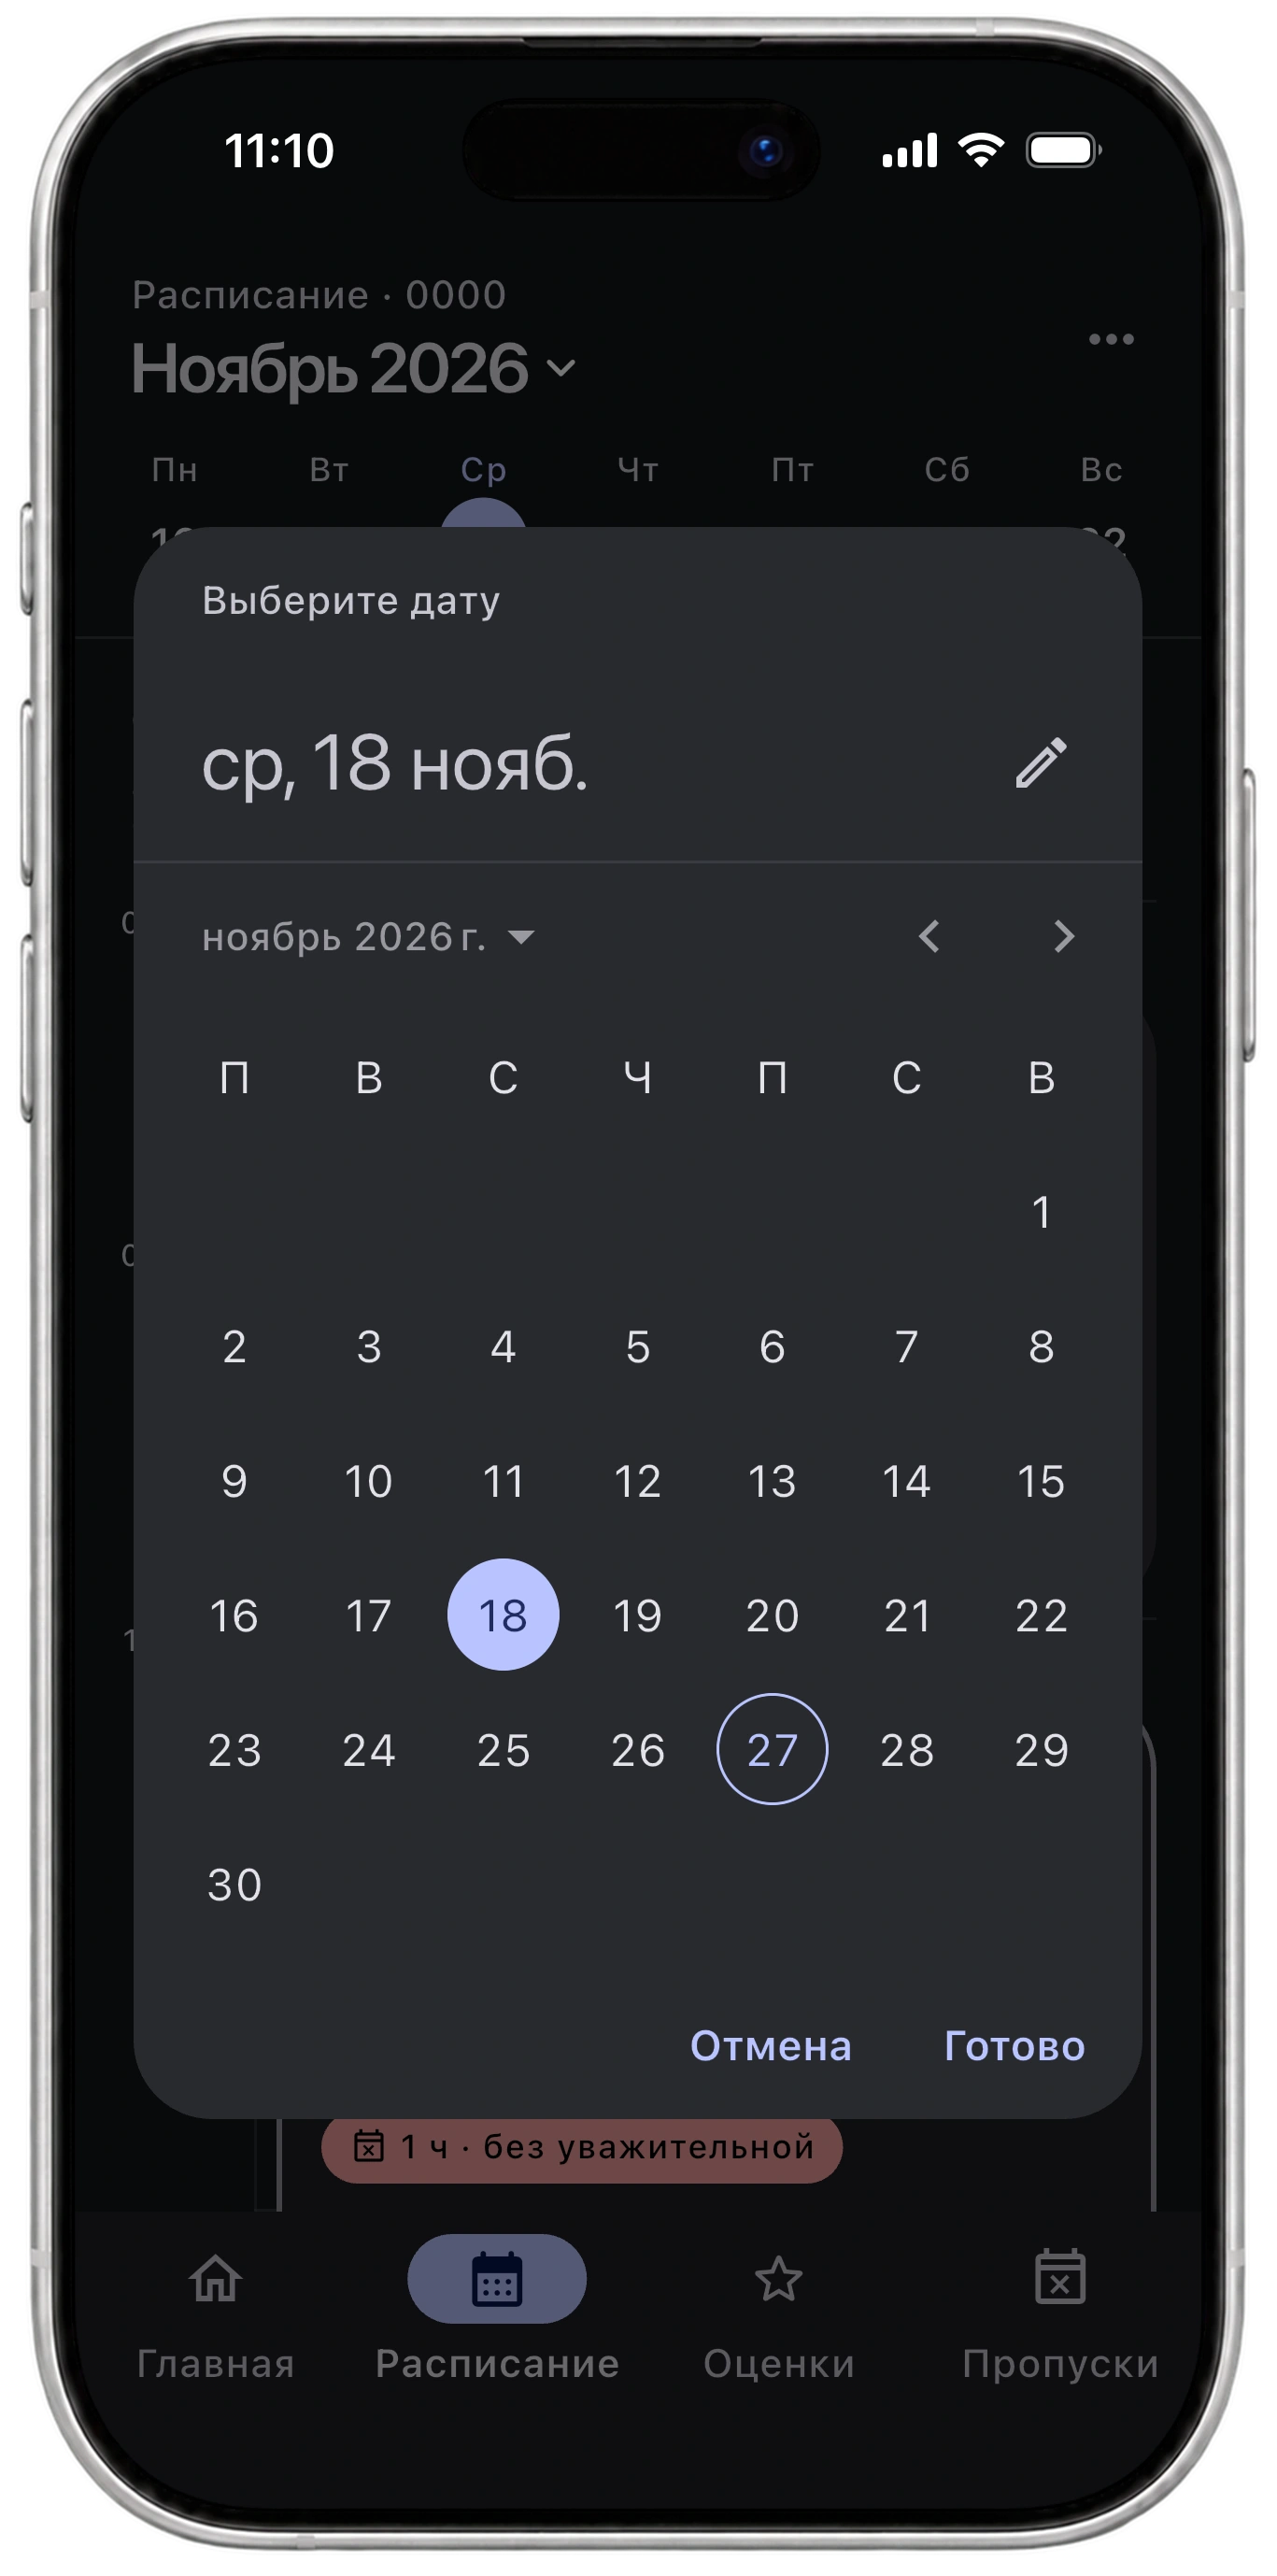 11:10
Расписание · 0000
Ноябрь 2026
Пн Вт Ср Чт Пт Сб Вс
Выберите дату
ср, 18 нояб.
ноябрь 2026 г.
П В С Ч П С В
1
2 3 4 5 6 7 8
9 10 11 12 13 14 15
16 17 18 19 20 21 22
23 24 25 26 27 28 29
30
Отмена Готово
1 ч · без уважительной
Главная Расписание Оценки Пропуски